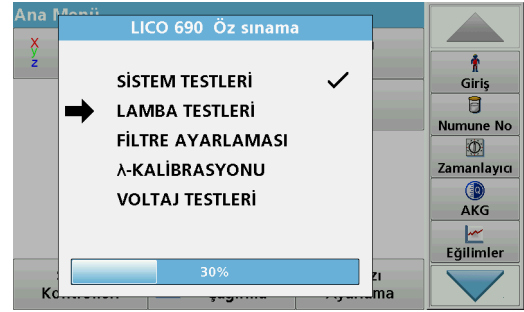 Ana Menü
LICO 690 Öz sınama
X
y
z
SİSTEM TESTLERİ
LAMBA TESTLERİ
FİLTRE AYARLAMASI
λ-KALİBRASYONU
VOLTAJ TESTLERİ
30%
Giriş
Numune No
Zamanlayıcı
AKG
Eğilimler